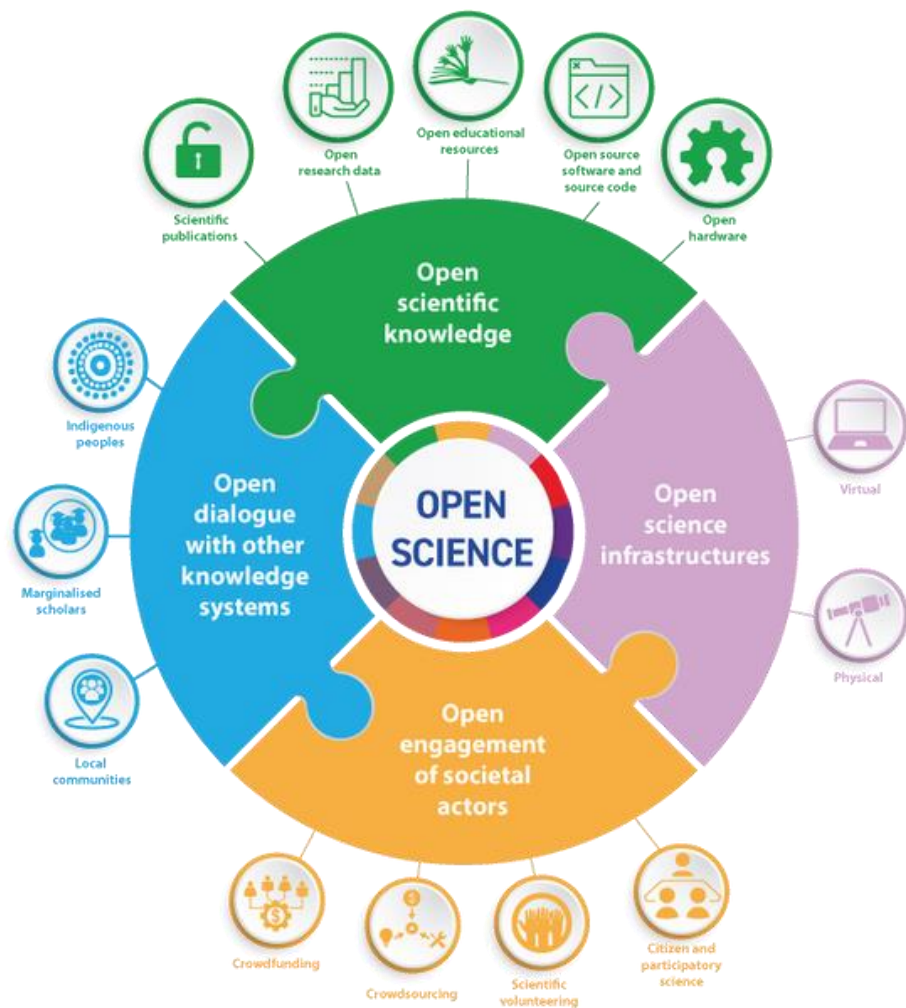 Open educational
resources
Open
research data
Open source
software and
source code
Scientific
publications
Open
hardware
Open
scientific
knowledge
Indigenous
peoples
Marginalised
scholars
Local
communities
Open
dialogue
with other
knowledge
systems
OPEN
SCIENCE
Open
science
infrastructures
Virtual
Physical
Open
engagement
of societal
actors
Crowdfunding
Crowdsourcing
Scientific
volunteering
Citizen and
participatory
science